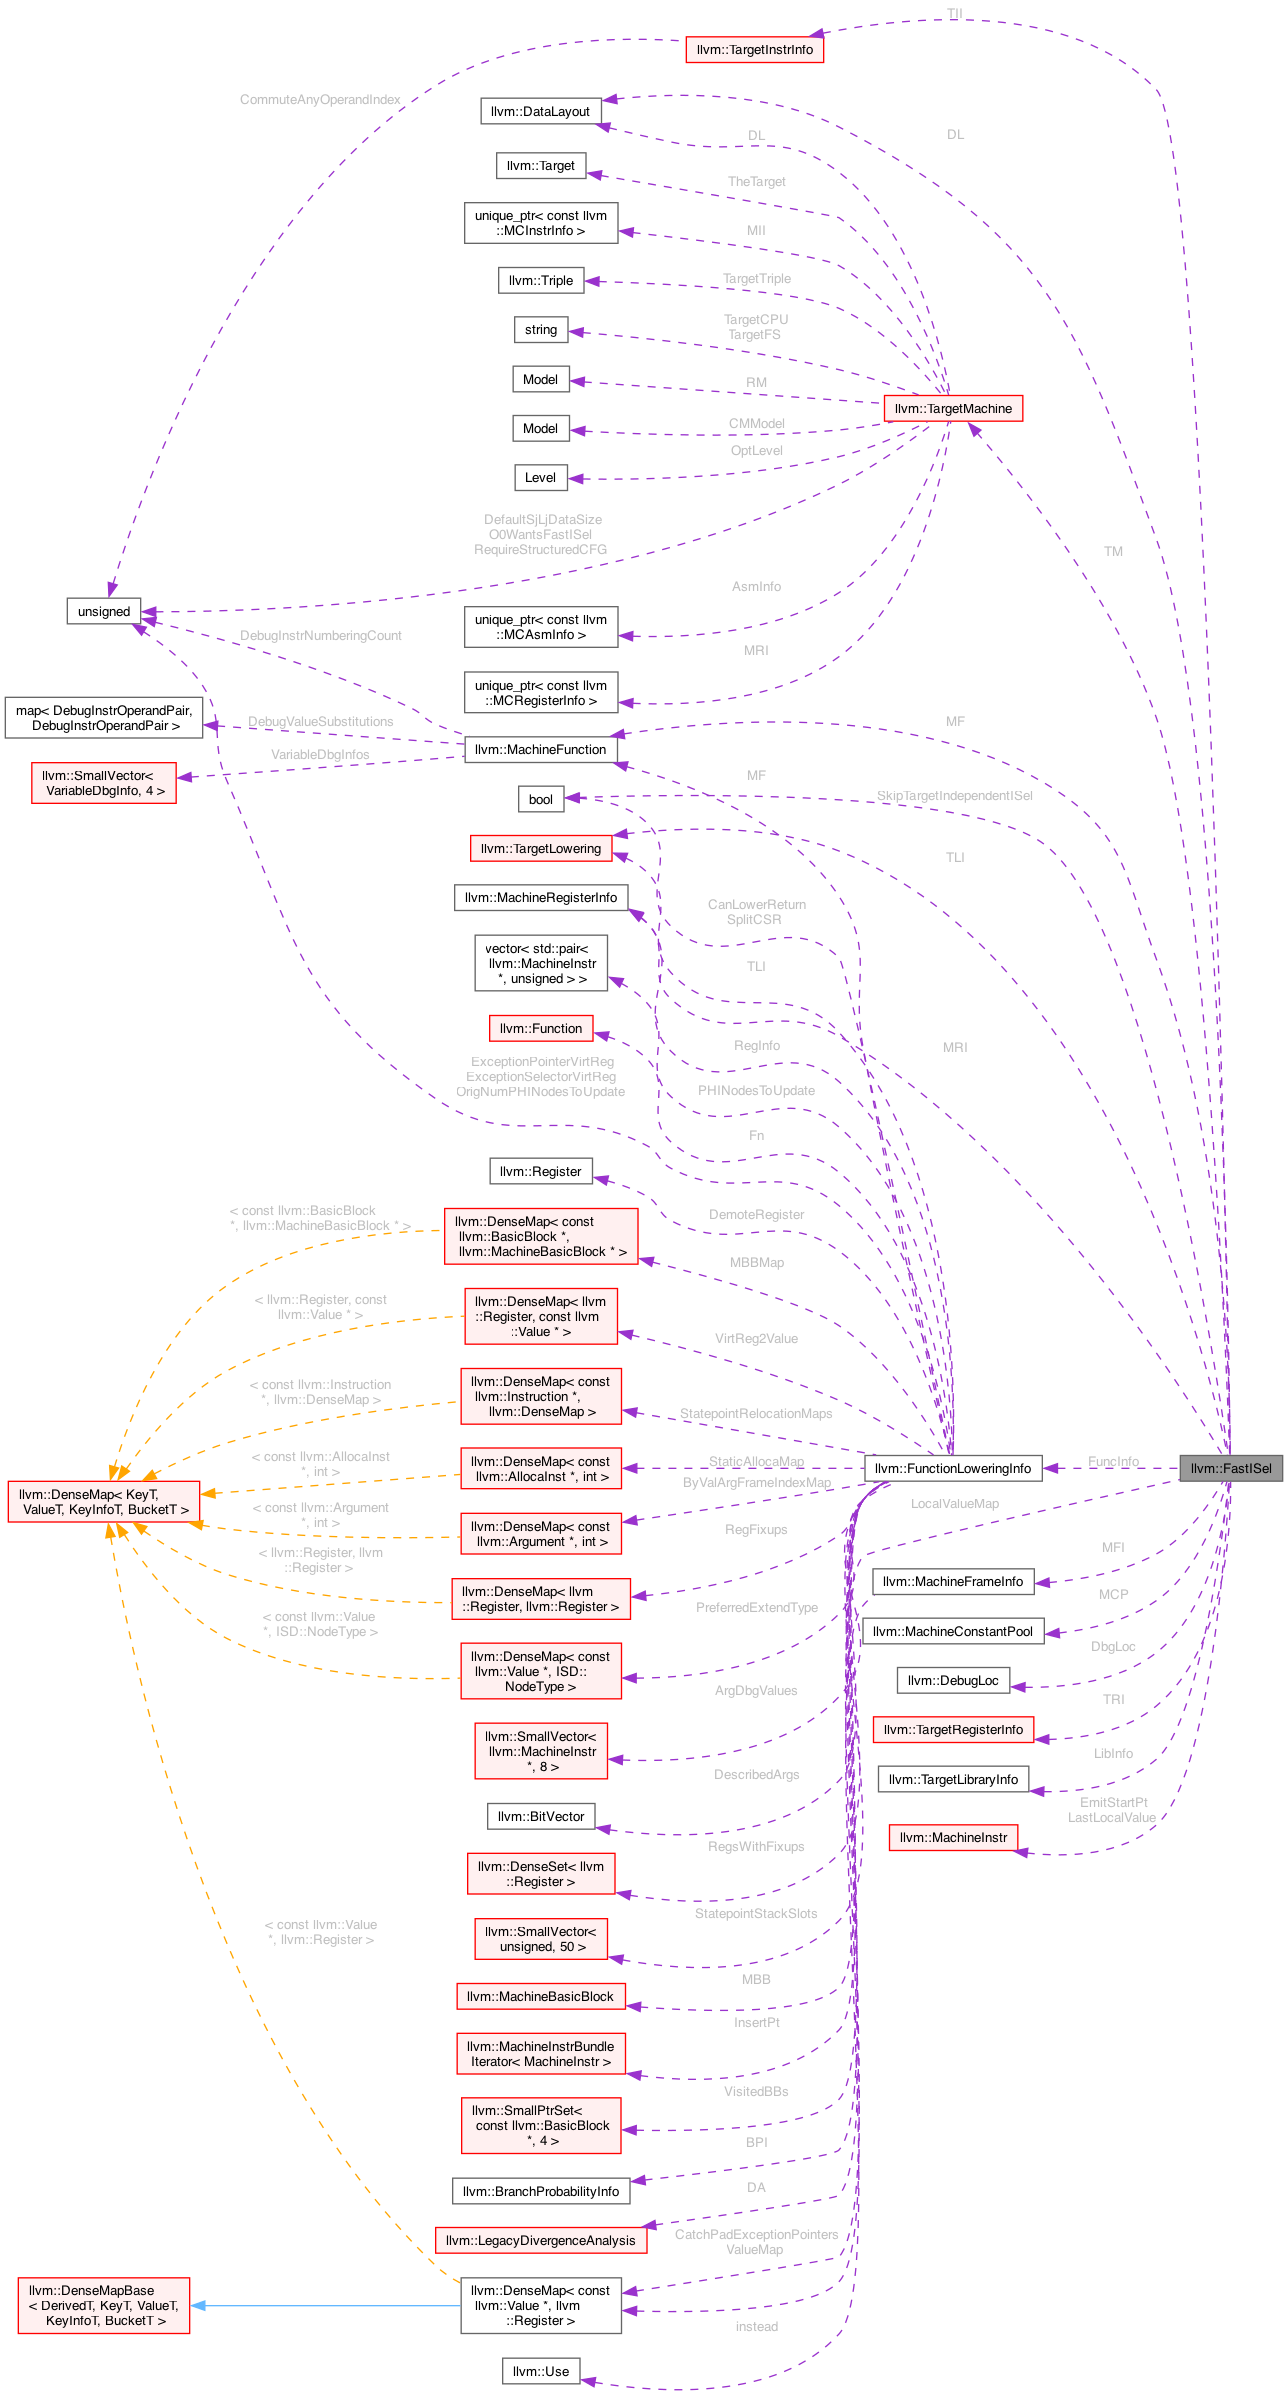 TII
llvm::TargetInstrInfo
CommuteAnyOperandIndex
llvm::DataLayout
DL
DL
llvm::Target
TheTarget
unique_ptr< const llvm
::MCInstrInfo >
MII
llvm::Triple
TargetTriple
string
TargetCPU
TargetFS
Model
RM
llvm::TargetMachine
Model
CMModel
OptLevel
Level
DefaultSjLjDataSize
O0WantsFastISel
RequireStructuredCFG
TM
AsmInfo
unsigned
unique_ptr< const llvm
::MCAsmInfo >
DebugInstrNumberingCount
MRI
unique_ptr< const llvm
::MCRegisterInfo >
map< DebugInstrOperandPair,
DebugInstrOperandPair >
DebugValueSubstitutions
MF
llvm::MachineFunction
VariableDbgInfos
llvm::SmallVector<
VariableDbgInfo, 4 >
MF
bool
SkipTargetIndependentISel
llvm::TargetLowering
TLI
llvm::MachineRegisterInfo
CanLowerReturn
SplitCSR
vector< std::pair<
llvm::MachineInstr
*, unsigned > >
TLI
llvm::Function
RegInfo
MRI
ExceptionPointerVirtReg
ExceptionSelectorVirtReg
OrigNumPHINodesToUpdate
PHINodesToUpdate
Fn
llvm::Register
DemoteRegister
< const llvm::BasicBlock
*, llvm::MachineBasicBlock * >
llvm::DenseMap< const
llvm::BasicBlock *,
llvm::MachineBasicBlock * >
MBBMap
< llvm::Register, const
llvm::Value * >
llvm::DenseMap< llvm
::Register, const llvm
::Value * >
VirtReg2Value
< const llvm::Instruction
*, llvm::DenseMap >
llvm::DenseMap< const
llvm::Instruction *,
llvm::DenseMap >
StatepointRelocationMaps
< const llvm::AllocaInst
*, int >
llvm::DenseMap< const
llvm::AllocaInst *, int >
StaticAllocaMap
llvm::FunctionLoweringInfo
FuncInfo
llvm::FastISel
llvm::DenseMap< KeyT,
ValueT, KeyInfoT, BucketT >
ByValArgFrameIndexMap
LocalValueMap
< const llvm::Argument
*, int >
llvm::DenseMap< const
llvm::Argument *, int >
RegFixups
MFI
< llvm::Register, llvm
::Register >
llvm::DenseMap< llvm
::Register, llvm::Register >
llvm::MachineFrameInfo
MCP
< const llvm::Value
*, ISD::NodeType >
PreferredExtendType
llvm::MachineConstantPool
DbgLoc
llvm::DenseMap< const
llvm::Value *, ISD::
NodeType >
llvm::DebugLoc
ArgDbgValues
TRI
llvm::TargetRegisterInfo
llvm::SmallVector<
llvm::MachineInstr
*, 8 >
LibInfo
DescribedArgs
llvm::TargetLibraryInfo
EmitStartPt
LastLocalValue
llvm::BitVector
llvm::MachineInstr
RegsWithFixups
llvm::DenseSet< llvm
::Register >
StatepointStackSlots
< const llvm::Value
*, llvm::Register >
llvm::SmallVector<
unsigned, 50 >
MBB
llvm::MachineBasicBlock
InsertPt
llvm::MachineInstrBundle
Iterator< MachineInstr >
VisitedBBs
llvm::SmallPtrSet<
const llvm::BasicBlock
*, 4 >
BPI
llvm::BranchProbabilityInfo
DA
llvm::LegacyDivergenceAnalysis
CatchPadExceptionPointers
ValueMap
llvm::DenseMapBase
< DerivedT, KeyT, ValueT,
KeyInfoT, BucketT >
llvm::DenseMap< const
llvm::Value *, llvm
::Register >
instead
llvm::Use